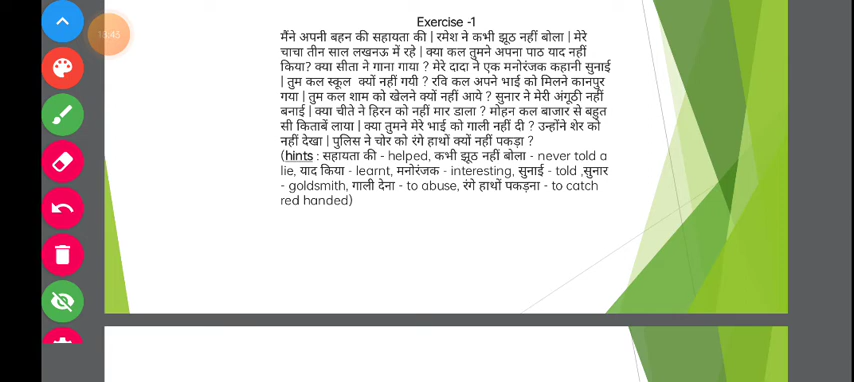 18:43
Exercise -1
मैंने अपनी बहन की सहायता की | रमेश ने कभी झूठ नहीं बोला | मेरे
चाचा तीन साल लखनऊ में रहे | क्या कल तुमने अपना पाठ याद नहीं
किया? क्या सीता ने गाना गाया ? मेरे दादा ने एक मनोरंजक कहानी सुनाई
| तुम कल स्कूल क्यों नहीं गयी ? रवि कल अपने भाई को मिलने कानपुर
गया | तुम कल शाम को खेलने क्यों नहीं आये ? सुनार ने मेरी अंगूठी नहीं
बनाई | क्या चीते ने हिरन को नहीं मार डाला ? मोहन कल बाजार से बहुत
सी किताबें लाया | क्या तुमने मेरे भाई को गाली नहीं दी ? उन्होंने शेर को
नहीं देखा | पुलिस ने चोर को रंगे हाथों क्यों नहीं पकड़ा ?
(hints : सहायता की - helped, कभी झूठ नहीं बोला - never told a
lie, याद किया - learnt, मनोरंजक - interesting, सुनाई - told ,सुनार
- goldsmith, गाली देना - to abuse, रंगे हाथों पकड़ना - to catch
red handed)